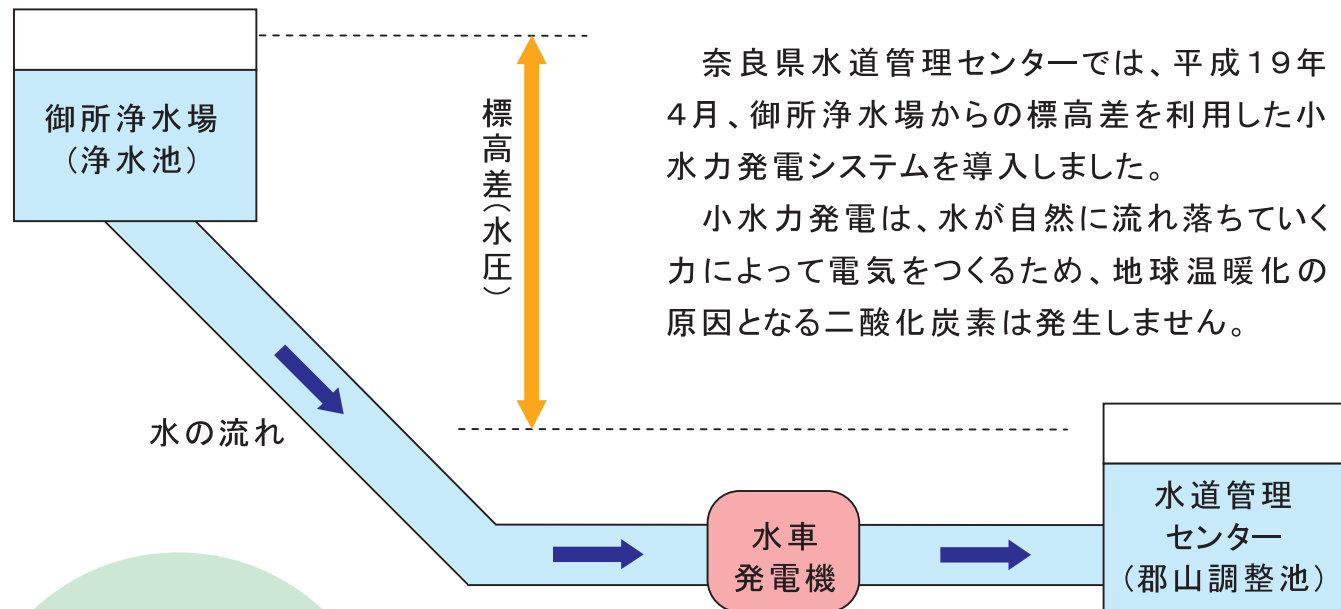 御所浄水場
（浄水池）
標高差（水圧）
奈良県水道管理センターでは、平成19年
4月、御所浄水場からの標高差を利用した小
水力発電システムを導入しました。
小水力発電は、水が自然に流れ落ちていく
力によって電気をつくるため、地球温暖化の
原因となる二酸化炭素は発生しません。
水の流れ
水車
発電機
水道管理
センター
（郡山調整池）